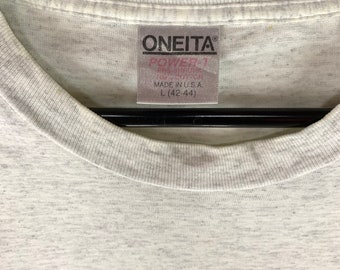 ONEITA®
POWER-T
MADE IN U.S.A.
L (42-44)